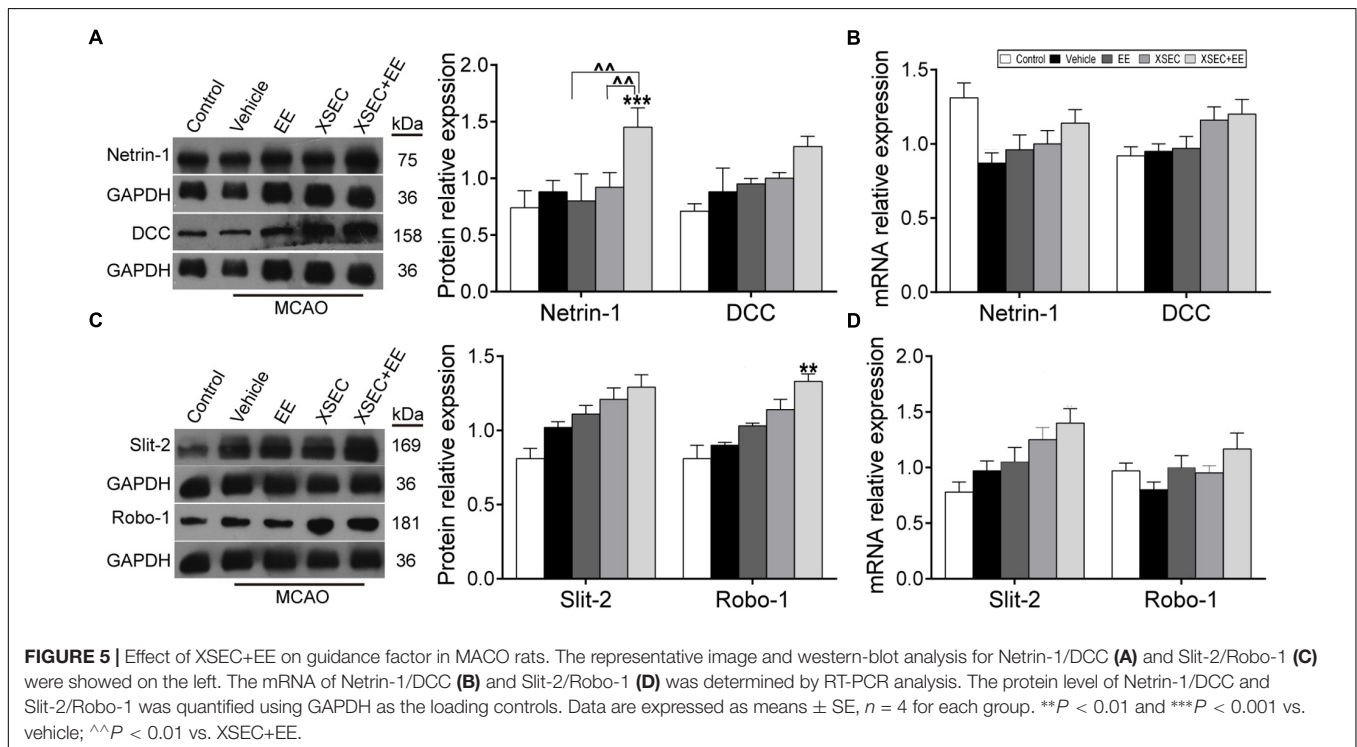 A
Control Vehicle EE XSEC XSEC+EE kDa
Netrin-1 75
GAPDH 36
DCC 158
GAPDH 36
MCAO
Protein relative expssion
2.0
1.5
1.0
0.5
0.0
^^
^^
***
Netrin-1 DCC
B
Control Vehicle EE XSEC XSEC+EE
mRNA relative expression
1.5
1.0
0.5
0.0
Netrin-1 DCC
C
Control Vehicle EE XSEC XSEC+EE kDa
Slit-2 169
GAPDH 36
Robo-1 181
GAPDH 36
MCAO
Protein relative expssion
1.5
1.0
0.5
0.0
**
Slit-2 Robo-1
D
mRNA relative expression
2.0
1.5
1.0
0.5
0.0
Slit-2 Robo-1
FIGURE 5 | Effect of XSEC+EE on guidance factor in MACO rats. The representative image and western-blot analysis for Netrin-1/DCC (A) and Slit-2/Robo-1 (C)
were showed on the left. The mRNA of Netrin-1/DCC (B) and Slit-2/Robo-1 (D) was determined by RT-PCR analysis. The protein level of Netrin-1/DCC and
Slit-2/Robo-1 was quantified using GAPDH as the loading controls. Data are expressed as means ± SE, n = 4 for each group. **P < 0.01 and ***P < 0.001 vs.
vehicle; ^^P < 0.01 vs. XSEC+EE.